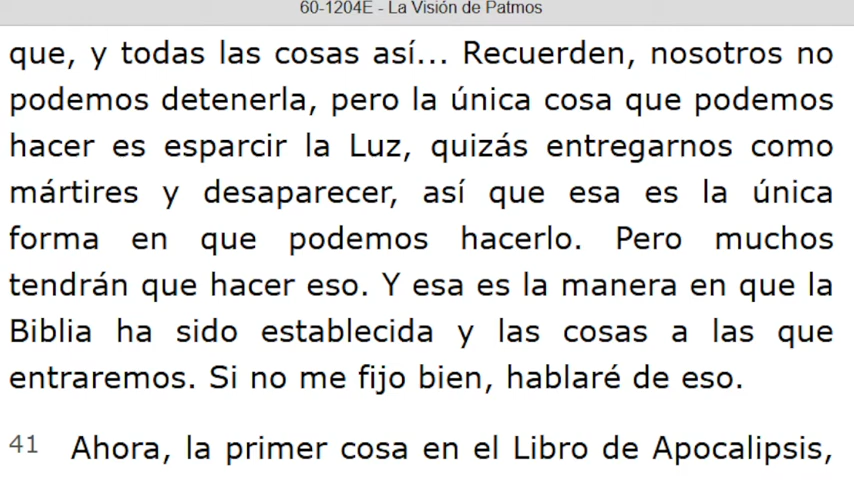 60-1204E - La Visión de Patmos
que, y todas las cosas así... Recuerden, nosotros no
podemos detenerla, pero la única cosa que podemos
hacer es esparcir la Luz, quizás entregarnos como
mártires y desaparecer, así que esa es la única
forma en que podemos hacerlo. Pero muchos
tendrán que hacer eso. Y esa es la manera en que la
Biblia ha sido establecida y las cosas a las que
entraremos. Si no me fijo bien, hablaré de eso.
41 Ahora, la primer cosa en el Libro de Apocalipsis,